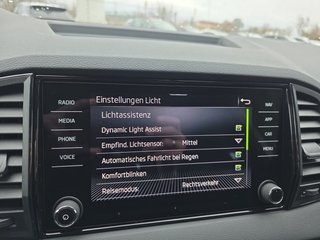 Einstellungen Licht
RADIO
MEDIA
PHONE
VOICE
Lichtassistenz
Dynamic Light Assist
Empfind. Lichtsensor: Mittel
Automatisches Fahrlicht bei Regen
Komfortblinken
Reisemodus: Rechtsverkehr
NAV
APP
CAR
MENU